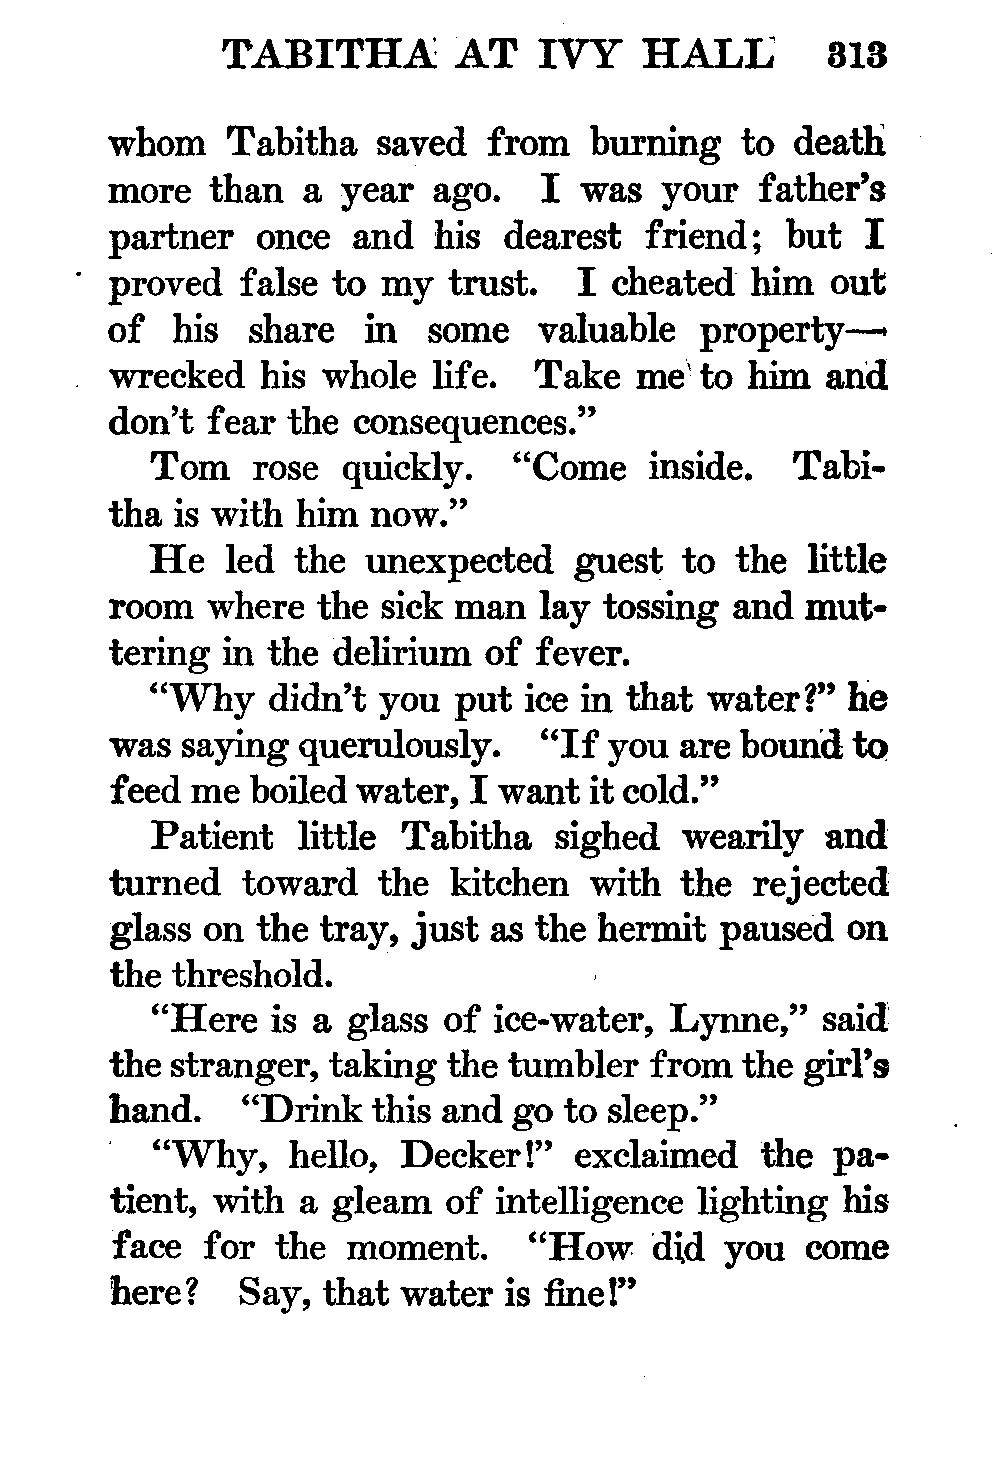 TABITHA AT IVY HALL 313
whom Tabitha saved from burning to death
more than a year ago. I was your father's
partner once and his dearest friend; but I
proved false to my trust. I cheated him out
of his share in some valuable property—
wrecked his whole life. Take me to him and
don't fear the consequences."
Tom rose quickly. "Come inside. Tabi-
tha is with him now."
He led the unexpected guest to the little
room where the sick man lay tossing and mut-
tering in the delirium of fever.
"Why didn't you put ice in that water?" he
was saying querulously. "If you are bound to
feed me boiled water, I want it cold."
Patient little Tabitha sighed wearily and
turned toward the kitchen with the rejected
glass on the tray, just as the hermit paused on
the threshold.
"Here is a glass of ice-water, Lynne," said
the stranger, taking the tumbler from the girl's
hand. "Drink this and go to sleep."
"Why, hello, Decker!" exclaimed the pa-
tient, with a gleam of intelligence lighting his
face for the moment. "How did you come
here? Say, that water is fine!"